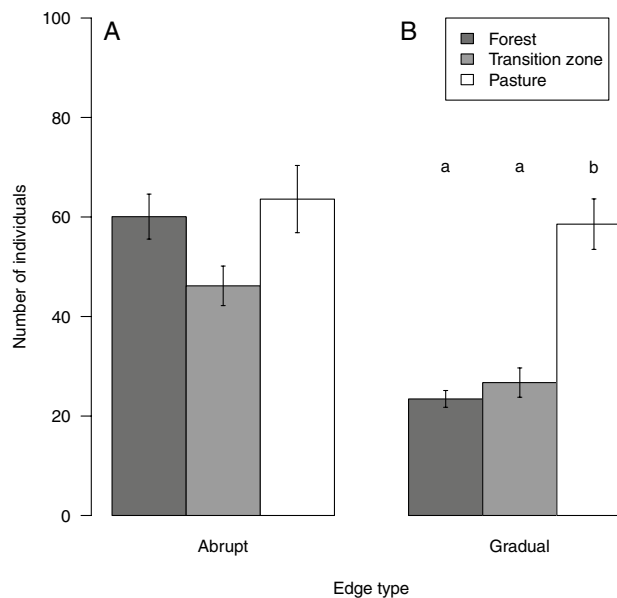 A
B
Forest
Transition zone
Pasture
Number of individuals
100
80
60
40
20
0
a a b
Abrupt Gradual
Edge type